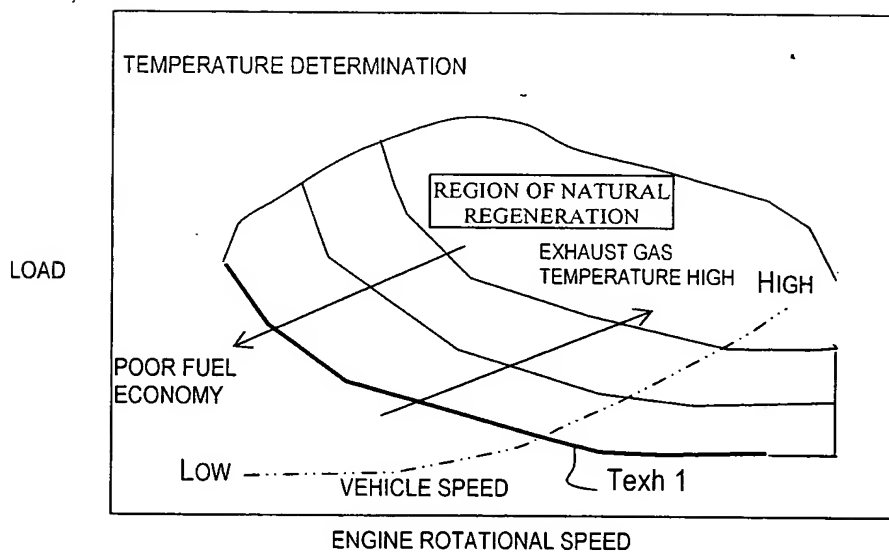 TEMPERATURE DETERMINATION
REGION OF NATURAL
REGENERATION
EXHAUST GAS
TEMPERATURE HIGH
LOAD
HIGH
POOR FUEL
ECONOMY
LOW
VEHICLE SPEED
Texh 1
ENGINE ROTATIONAL SPEED